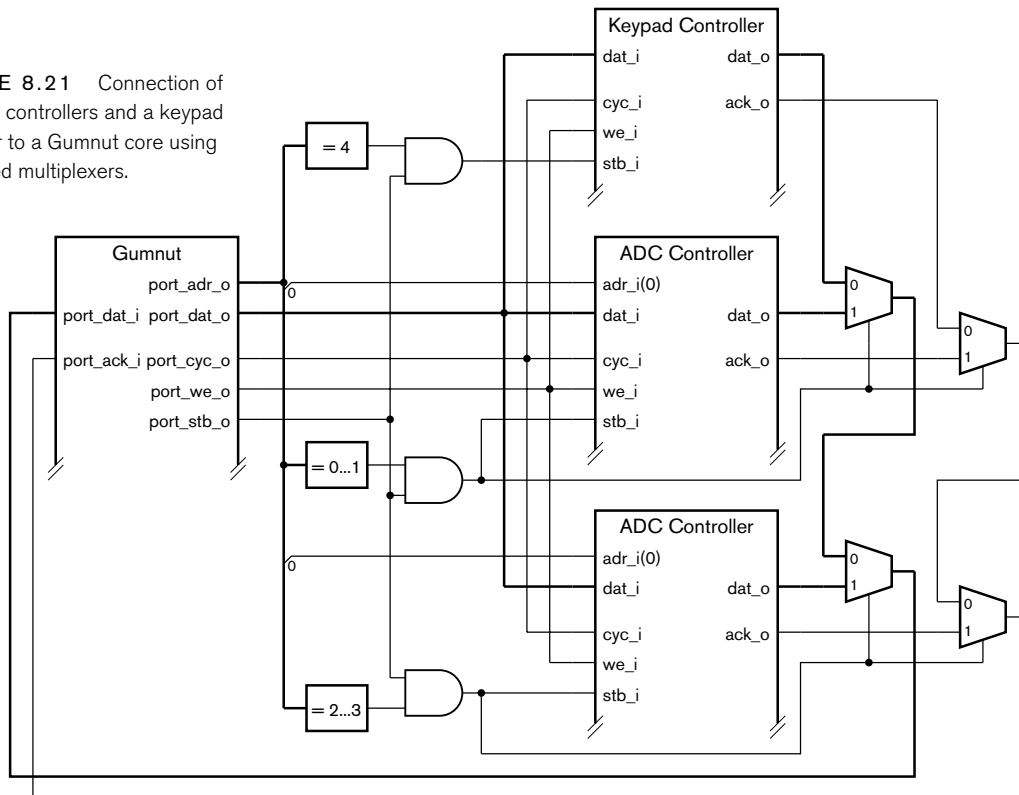 E 8.21 Connection of
controllers and a keypad
r to a Gumnut core using
ed multiplexers.
Keypad Controller
dat_i dat_o
cyc_i ack_o
we_i
stb_i
= 4
Gumnut
port_adr_o
port_dat_i port_dat_o
port_ack_i port_cyc_o
port_we_o
port_stb_o
0
ADC Controller
adr_i(0)
dat_i dat_o
cyc_i ack_o
we_i
stb_i
0
1
0
1
= 0...1
0
ADC Controller
adr_i(0)
dat_i dat_o
cyc_i ack_o
we_i
stb_i
0
1
0
1
= 2...3